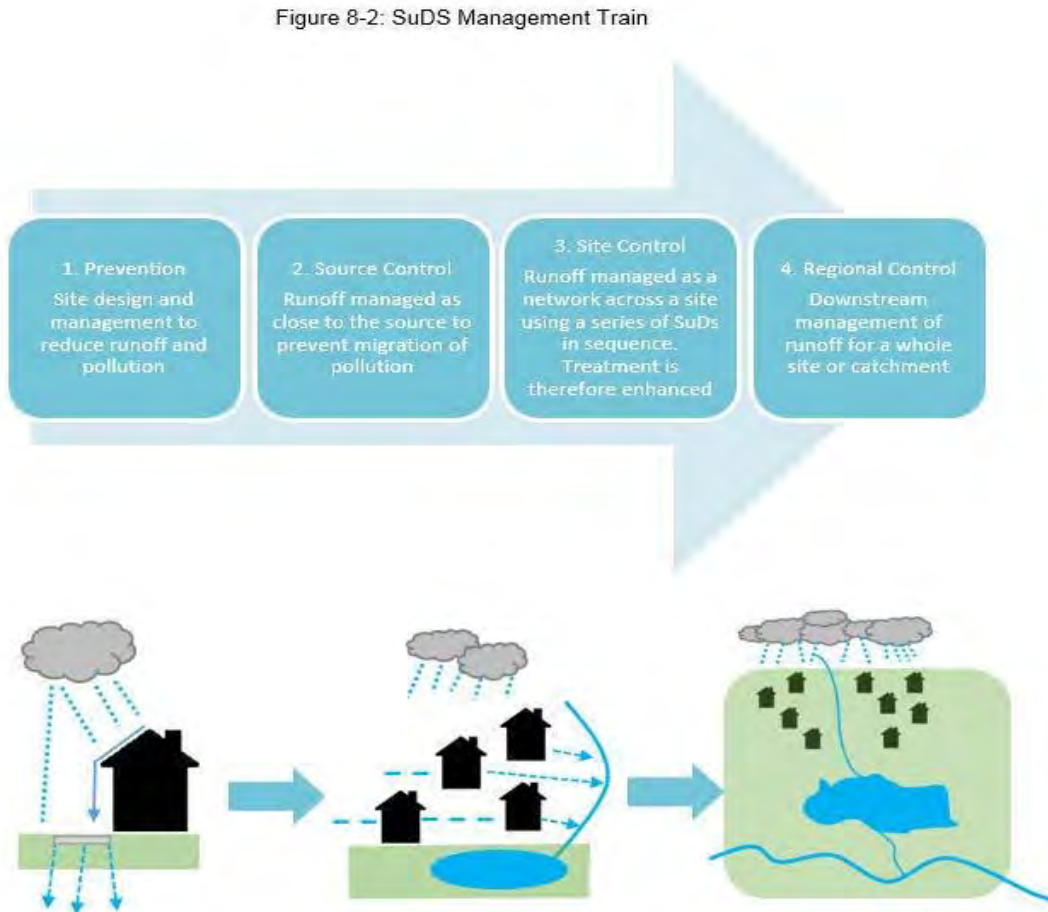 Figure 8-2: SuDS Management Train
1. Prevention
Site design and
management to
reduce runoff and
pollution
2. Source Control
Runoff managed as
close to the source to
prevent migration of
pollution
3. Site Control
Runoff managed as a
network across a site
using a series of SuDs
in sequence.
Treatment is
therefore enhanced
4. Regional Control
Downstream
management of
runoff for a whole
site or catchment